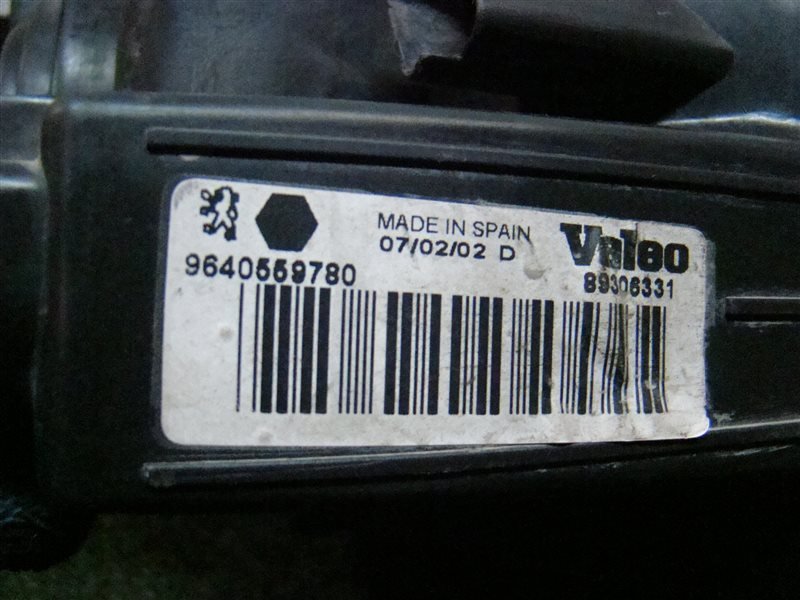 MADE IN SPAIN
07/02/02 D
Valeo
9640559780
89306331